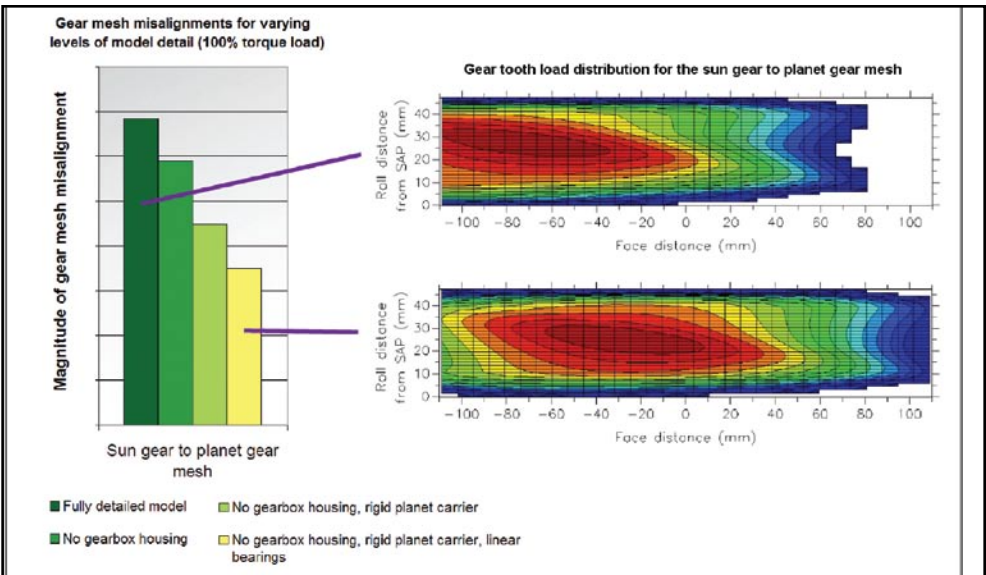 Gear mesh misalignments for varying
levels of model detail (100% torque load)
Magnitude of gear mesh misalignment
Sun gear to planet gear
mesh
Gear tooth load distribution for the sun gear to planet gear mesh
Roll distance
from SAP (mm)
40
30
20
10
0
-100 -80 -60 -40 -20 0 20 40 60 80 100
Face distance (mm)
Roll distance
from SAP (mm)
40
30
20
10
0
-100 -80 -60 -40 -20 0 20 40 60 80 100
Face distance (mm)
Fully detailed model
No gearbox housing, rigid planet carrier
No gearbox housing
No gearbox housing, rigid planet carrier, linear
bearings